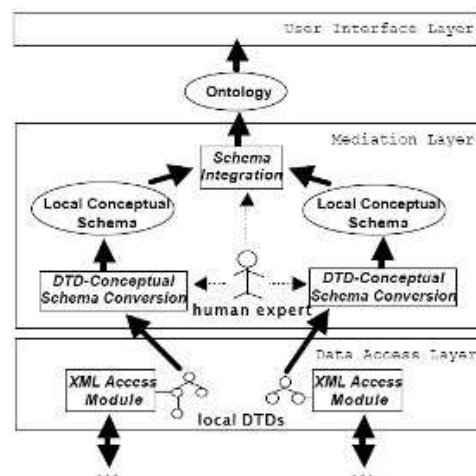 User Interface Layer
Ontology
Mediation Layer
Schema
Integration
Local Conceptual
Schema
Local Conceptual
Schema
DTD-Conceptual
Schema Conversion
human expert
DTD-Conceptual
Schema Conversion
Data Access Layer
XML Access
Module
local DTDs
XML Access
Module
...
...